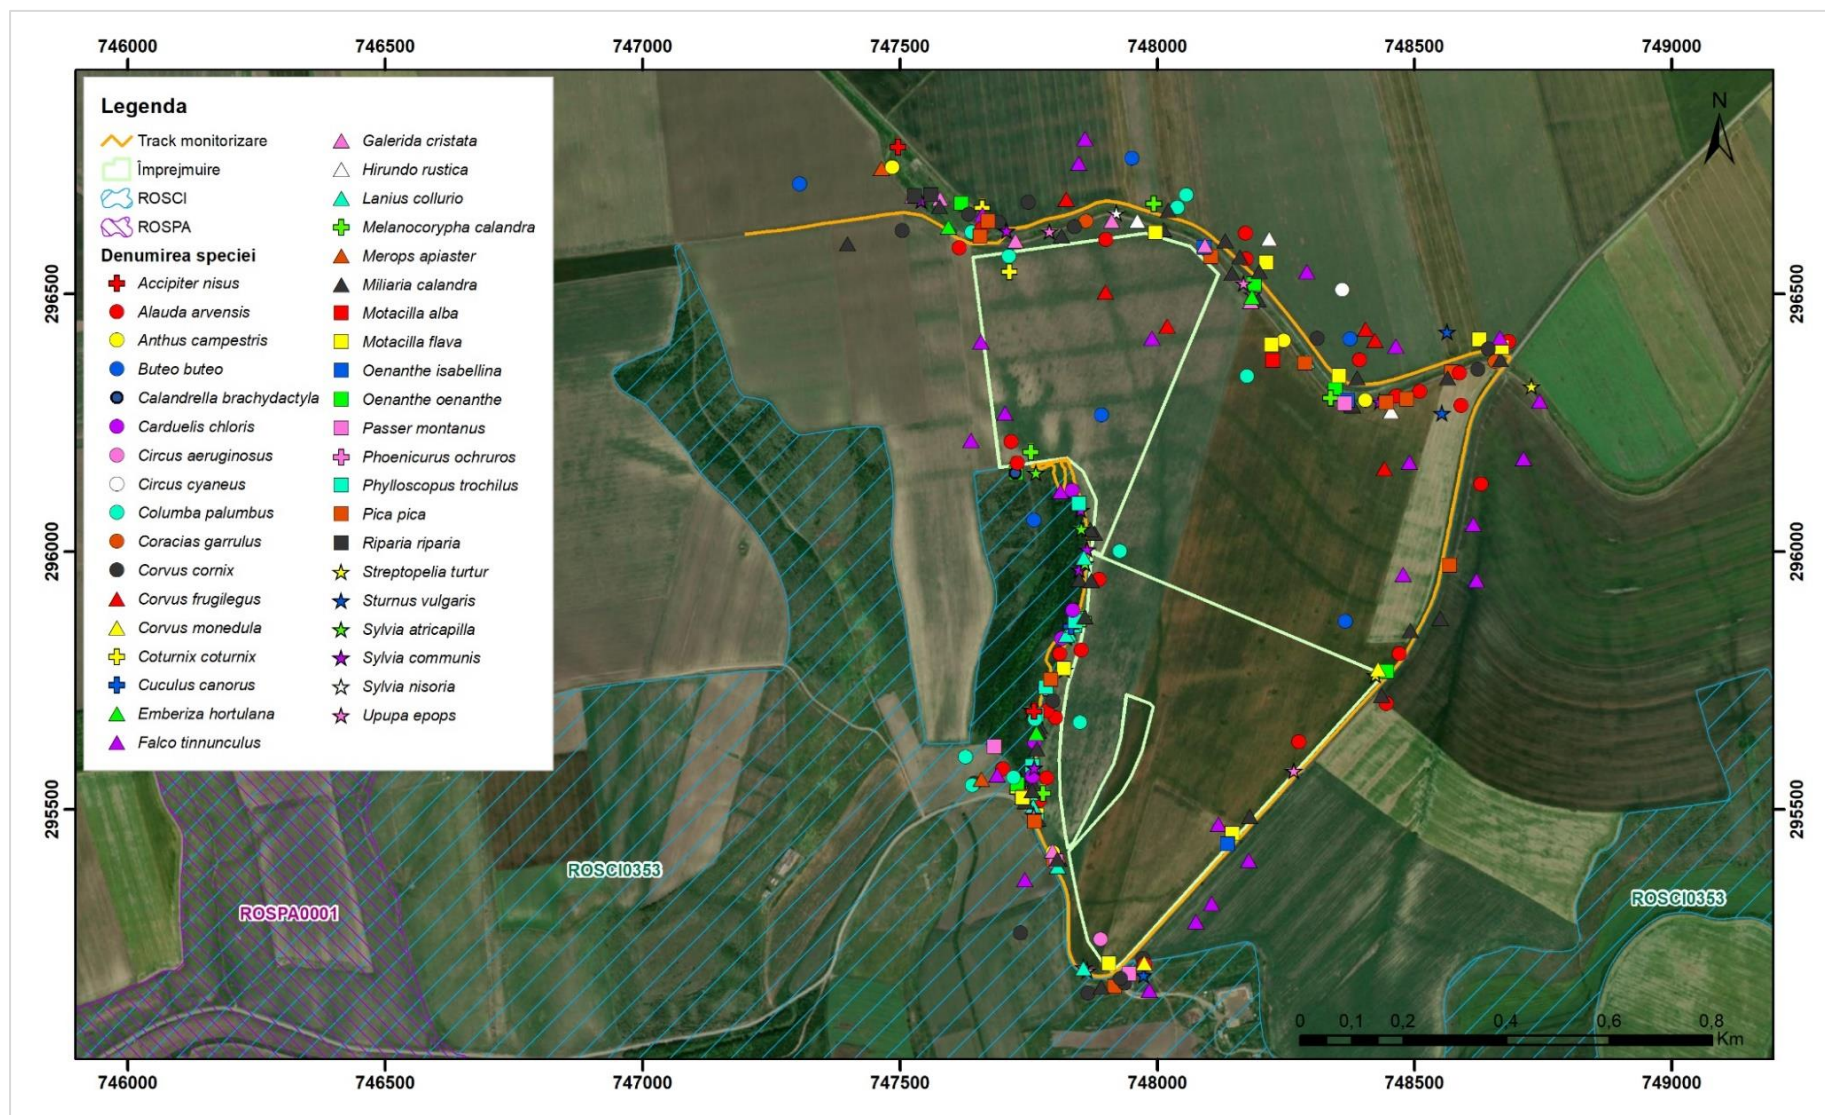 746000 746500 747000 747500 748000 748500 749000
N
Legenda
Track monitorizare
Împrejmuire
ROSCI
ROSPA
Denumirea speciei
Accipiter nisus
Alauda arvensis
Anthus campestris
Buteo buteo
Calandrella brachydactyla
Carduelis chloris
Circus aeruginosus
Circus cyaneus
Columba palumbus
Coracias garrulus
Corvus cornix
Corvus frugilegus
Corvus monedula
Coturnix coturnix
Cuculus canorus
Emberiza hortulana
Falco tinnunculus
Galerida cristata
Hirundo rustica
Lanius collurio
Melanocorypha calandra
Merops apiaster
Miliaria calandra
Motacilla alba
Motacilla flava
Oenanthe isabellina
Oenanthe oenanthe
Passer montanus
Phoenicurus ochruros
Phylloscopus trochilus
Pica pica
Riparia riparia
Streptopelia turtur
Sturnus vulgaris
Sylvia atricapilla
Sylvia communis
Sylvia nisoria
Upupa epops
296500
296500
296000
296000
295500
295500
ROSCI0353
ROSCI0353
ROSPA0001
0 0,1 0,2 0,4 0,6 0,8
Km
746000 746500 747000 747500 748000 748500 749000